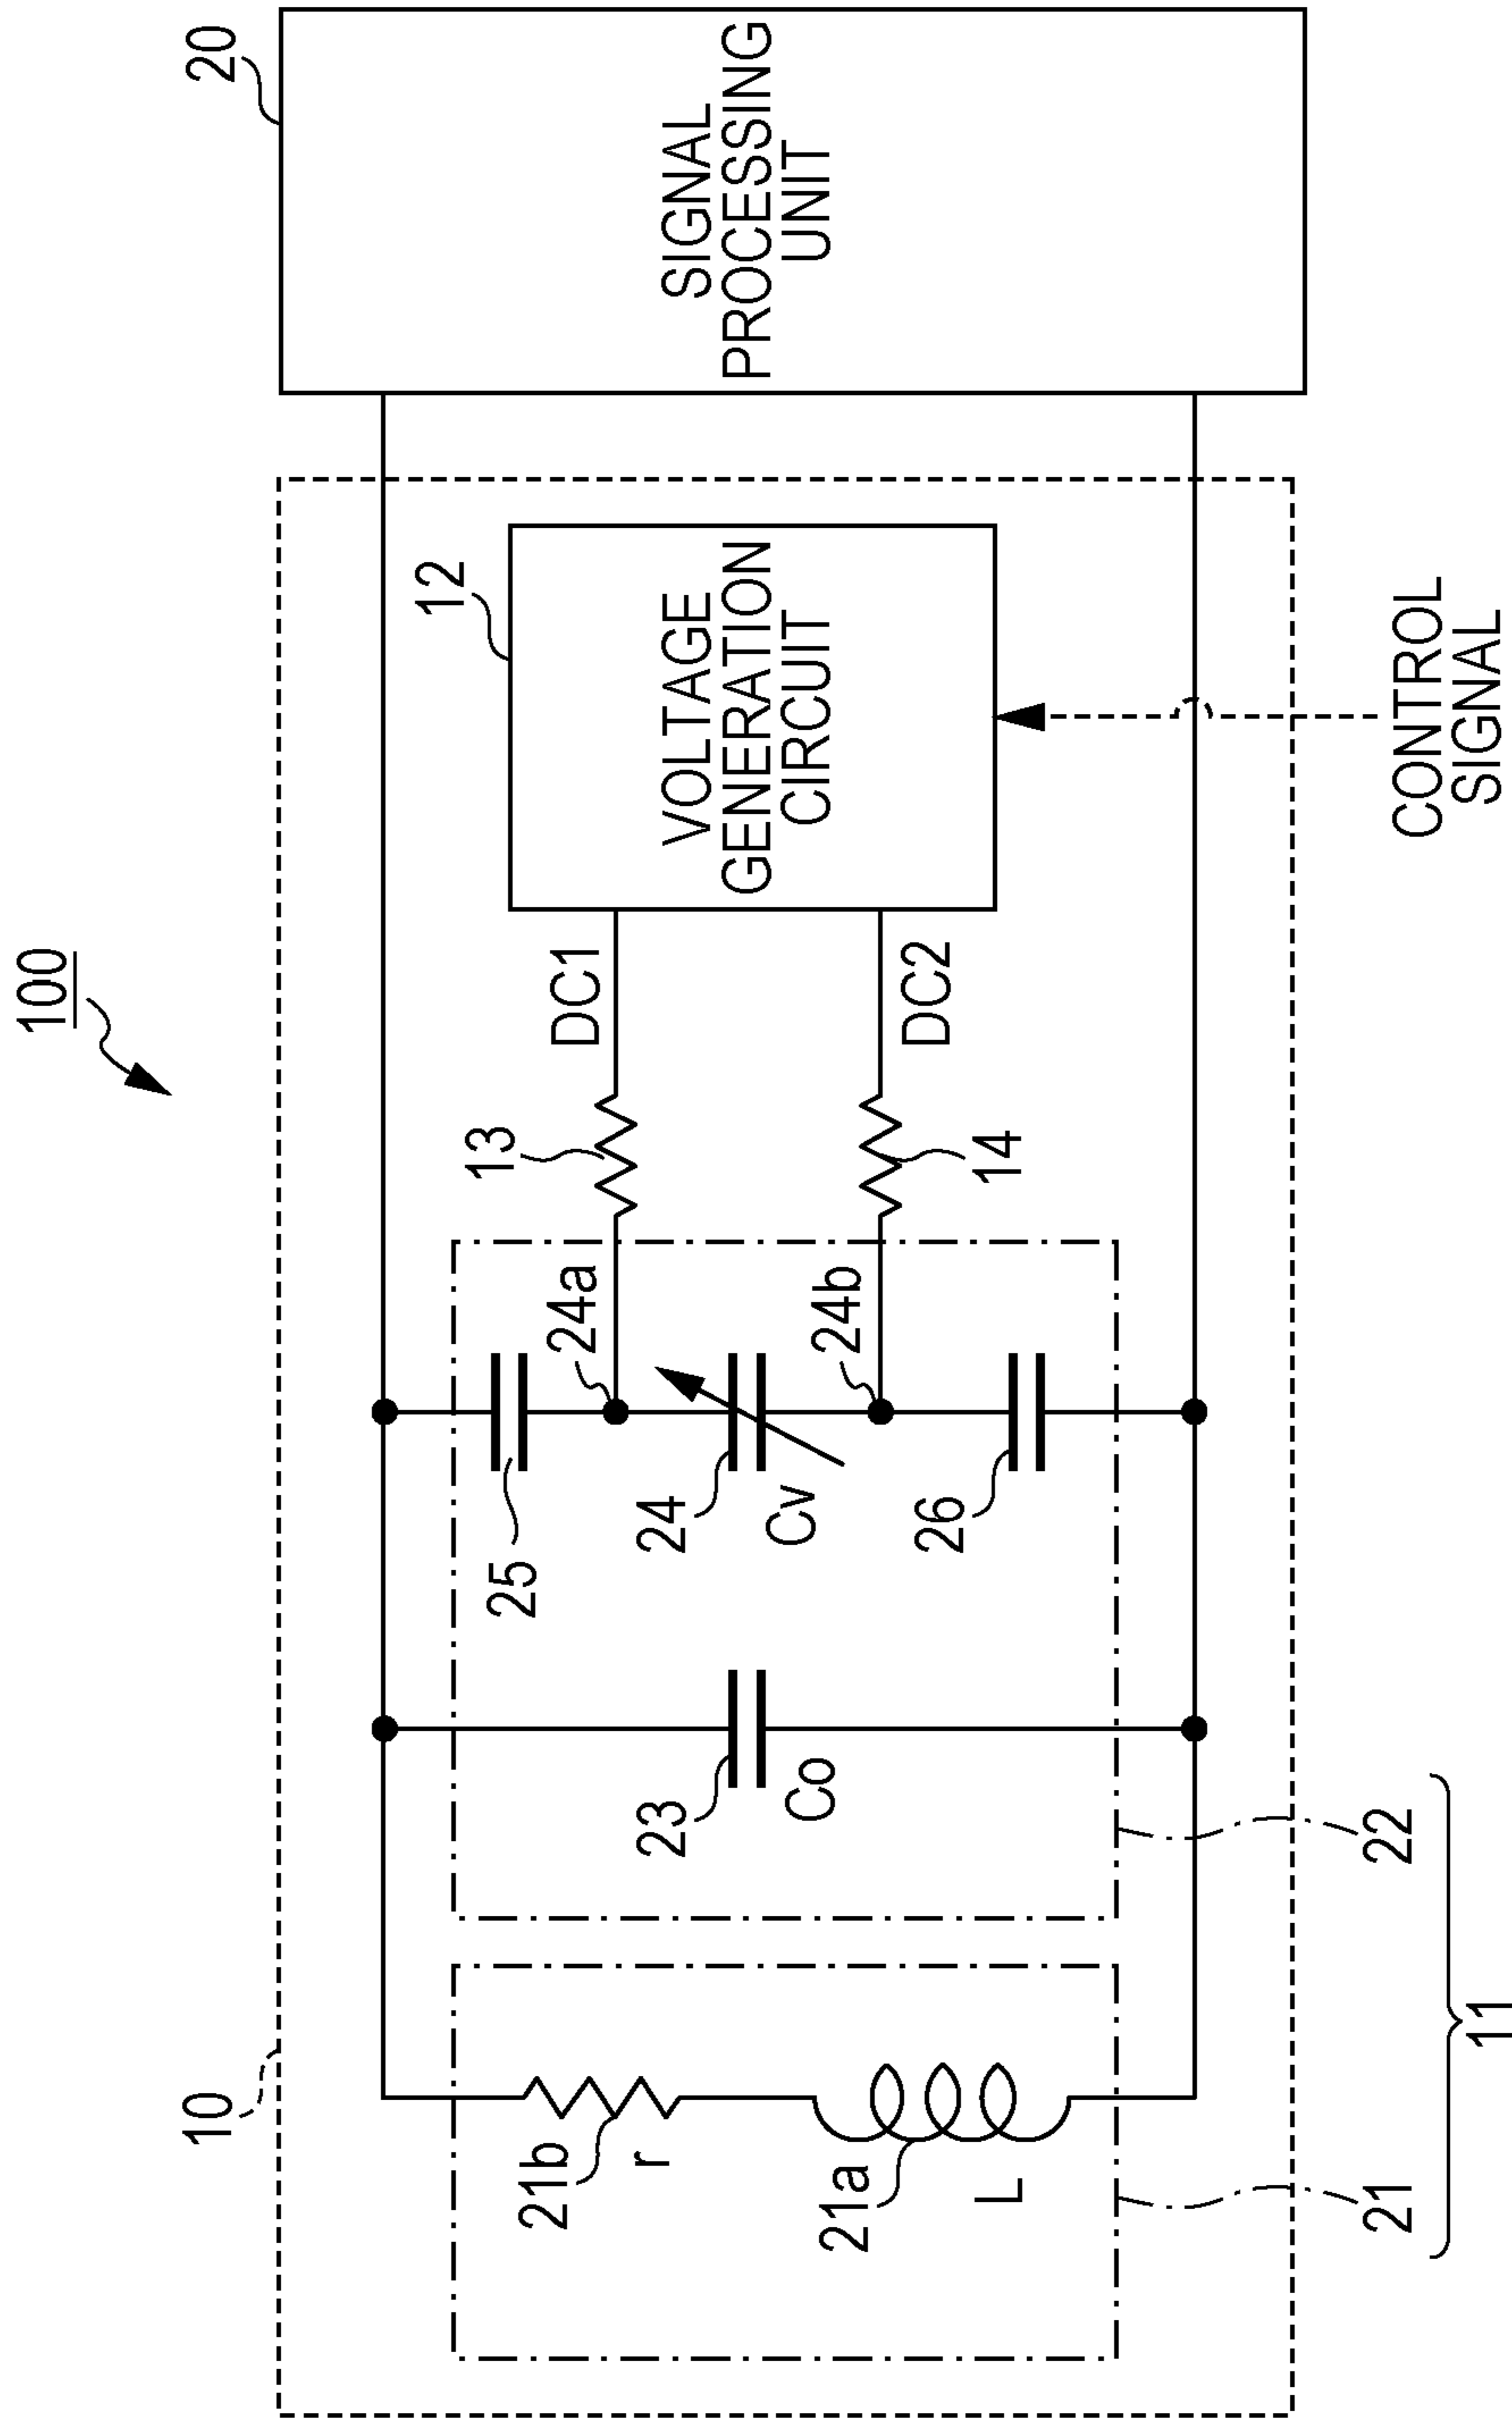 100
10
20
12
VOLTAGE
GENERATION
CIRCUIT
SIGNAL
PROCESSING
UNIT
DC1
DC2
13
14
24a
24b
25
24
Cv
26
23
Co
21b
r
21a
L
21
22
11
CONTROL
SIGNAL